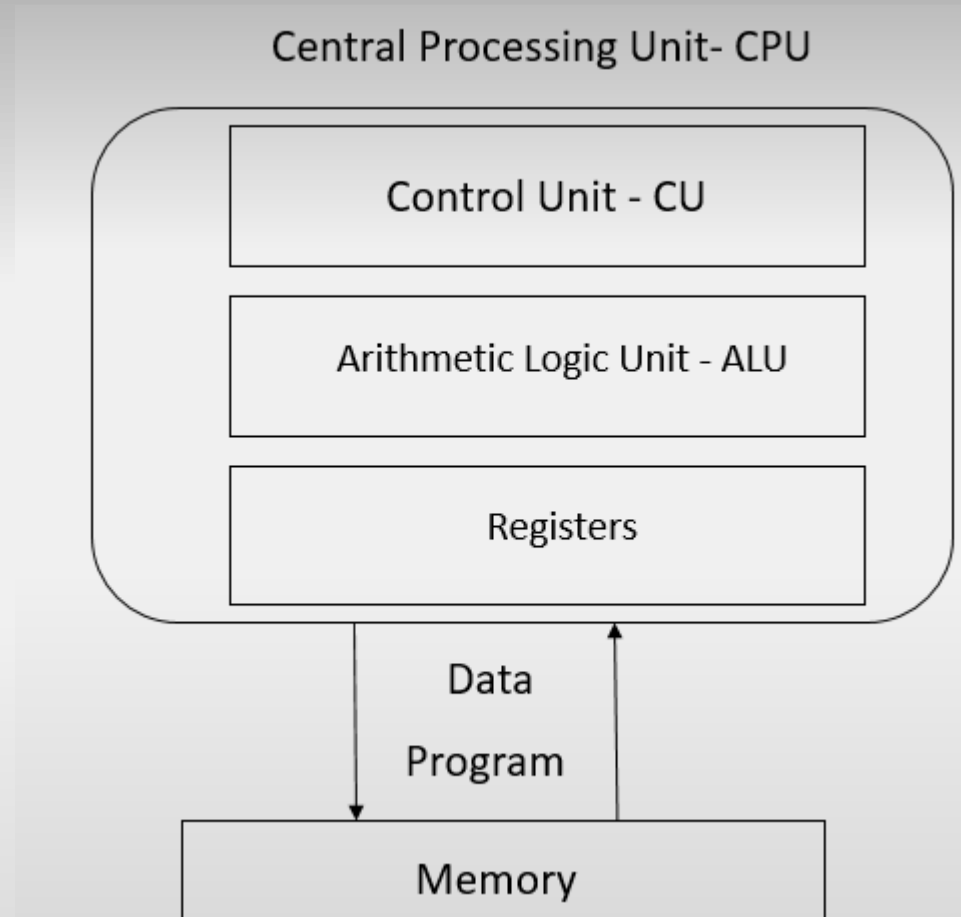 Central Processing Unit- CPU
Control Unit - CU
Arithmetic Logic Unit - ALU
Registers
Data
Program
Memory